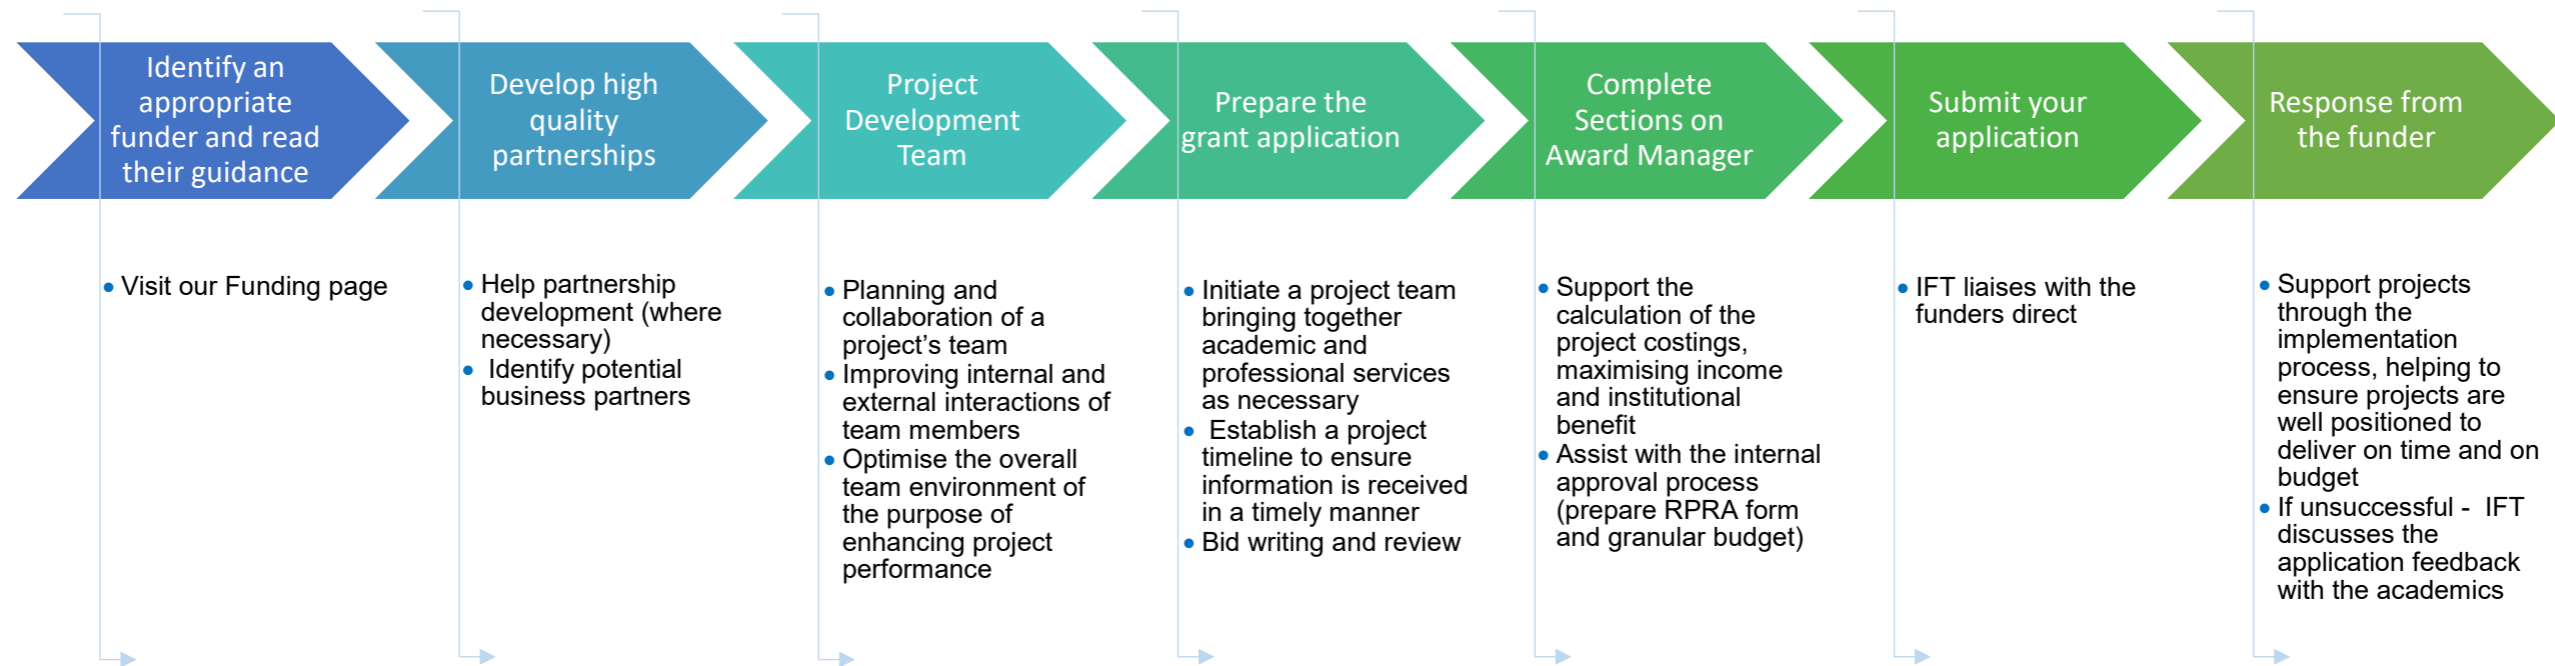 Identify an
appropriate
funder and read
their guidance
Develop high
quality
partnerships
Project
Development
Team
Prepare the
grant application
Complete
Sections on
Award Manager
Submit your
application
Response from
the funder
• Visit our Funding page
• Help partnership
development (where
necessary)
• Identify potential
business partners
• Planning and
collaboration of a
project’s team
• Improving internal and
external interactions of
team members
• Optimise the overall
team environment of
the purpose of
enhancing project
performance
• Initiate a project team
bringing together
academic and
professional services
as necessary
• Establish a project
timeline to ensure
information is received
in a timely manner
• Bid writing and review
• Support the
calculation of the
project costings,
maximising income
and institutional
benefit
• Assist with the internal
approval process
(prepare RPRA form
and granular budget)
• IFT liaises with the
funders direct
• Support projects
through the
implementation
process, helping to
ensure projects are
well positioned to
deliver on time and on
budget
• If unsuccessful - IFT
discusses the
application feedback
with the academics